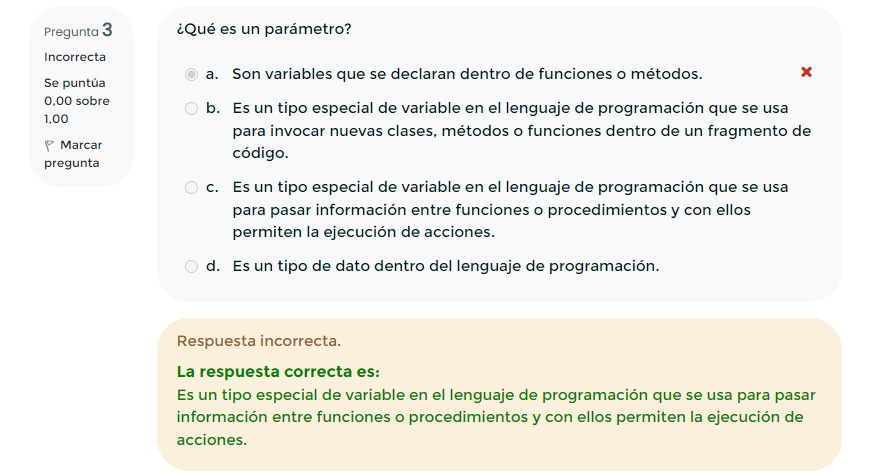 Pregunta 3
Incorrecta
Se puntúa
0,00 sobre
1,00
Marcar
pregunta
¿Qué es un parámetro?
a. Son variables que se declaran dentro de funciones o métodos.
b. Es un tipo especial de variable en el lenguaje de programación que se usa
para invocar nuevas clases, métodos o funciones dentro de un fragmento de
código.
c. Es un tipo especial de variable en el lenguaje de programación que se usa
para pasar información entre funciones o procedimientos y con ellos
permiten la ejecución de acciones.
d. Es un tipo de dato dentro del lenguaje de programación.
Respuesta incorrecta.
La respuesta correcta es:
Es un tipo especial de variable en el lenguaje de programación que se usa para pasar
información entre funciones o procedimientos y con ellos permiten la ejecución de
acciones.